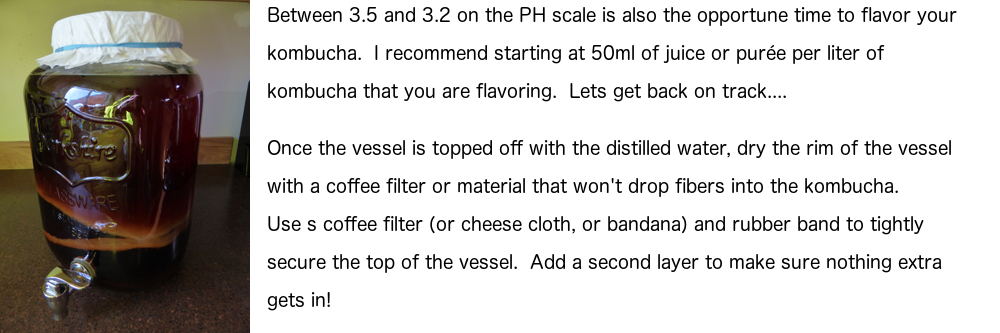 Between 3.5 and 3.2 on the PH scale is also the opportune time to flavor your
kombucha.  I recommend starting at 50ml of juice or purée per liter of
kombucha that you are flavoring.  Lets get back on track....
Once the vessel is topped off with the distilled water, dry the rim of the vessel
with a coffee filter or material that won't drop fibers into the kombucha.
Use s coffee filter (or cheese cloth, or bandana) and rubber band to tightly
secure the top of the vessel.  Add a second layer to make sure nothing extra
gets in!